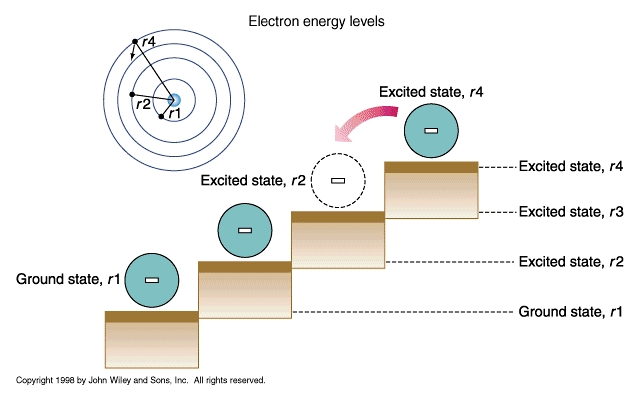 Electron energy levels
r4
r2
r1
Excited state, r4
Excited state, r2
Ground state, r1
Excited state, r4
Excited state, r3
Excited state, r2
Ground state, r1
Copyright 1998 by John Wiley and Sons, Inc. All rights reserved.